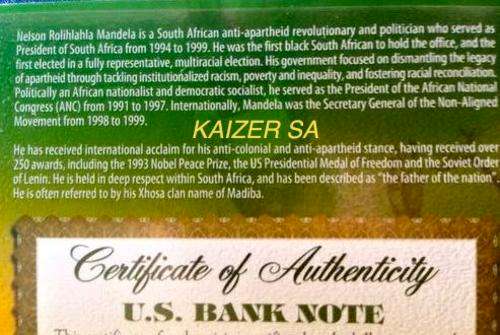 Nelson Rolihlahla Mandela is a South African anti-apartheid revolutionary and politician who served as
President of South Africa from 1994 to 1999. He was the first black South African to hold the office, and the
first elected in a fully representative, multiracial election. His government focused on dismantling the legacy
of apartheid through tackling institutionalized racism, poverty and inequality, and fostering racial reconciliation.
Politically an African nationalist and democratic socialist, he served as the President of the African National
Congress (ANC) from 1991 to 1997. Internationally, Mandela was the Secretary General of the Non-Aligned
Movement from 1998 to 1999.
KAIZER SA
He has received international acclaim for his anti-colonial and anti-apartheid stance, having received over
250 awards, including the 1993 Nobel Peace Prize, the US Presidential Medal of Freedom and the Soviet Order
of Lenin. He is held in deep respect within South Africa, and has been described as "the father of the nation".
He is often referred to by his Xhosa clan name of Madiba.
Certificate of Authenticity
U.S. BANK NOTE